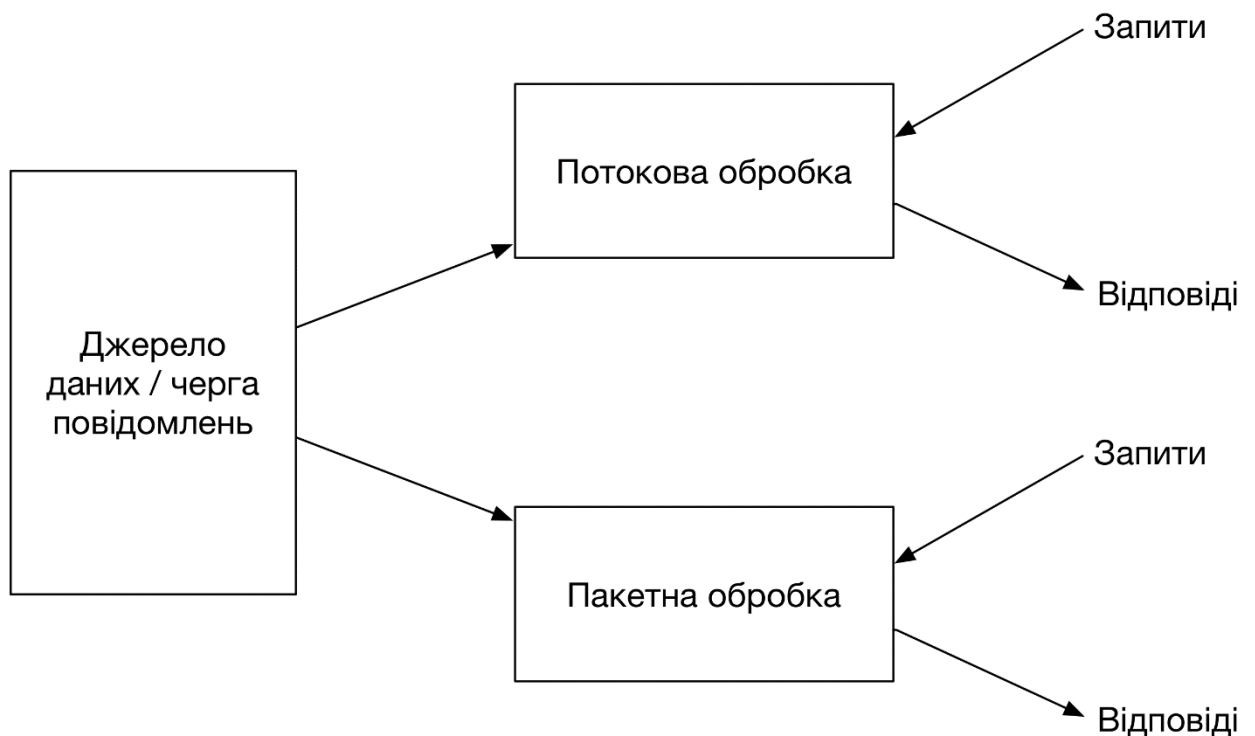 Запити
Потокова обробка
Відповіді
Джерело
даних / черга
повідомлень
Запити
Пакетна обробка
Відповіді